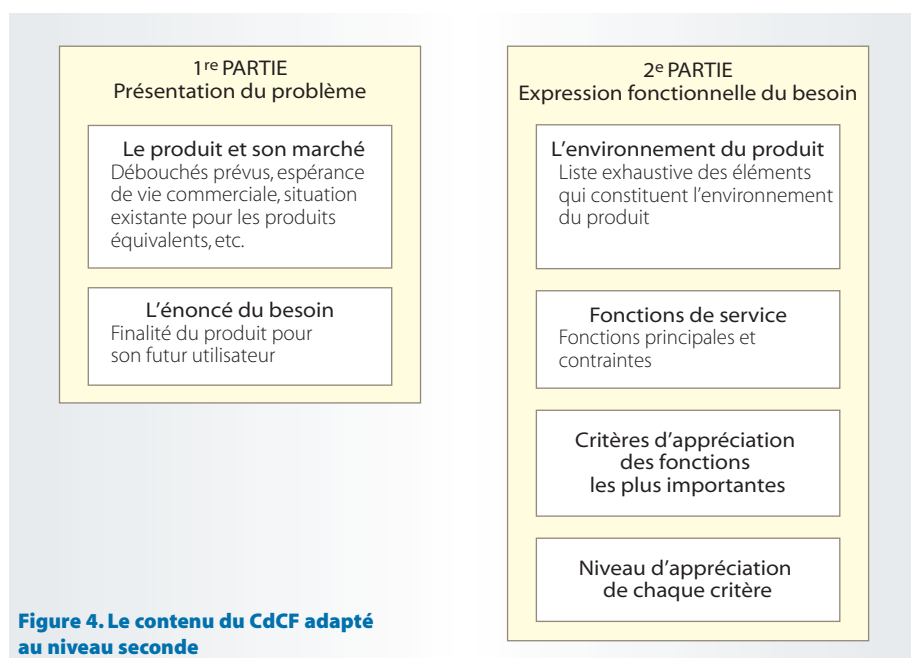 1re PARTIE
Présentation du problème
Le produit et son marché
Débouchés prévus, espérance
de vie commerciale, situation
existante pour les produits
équivalents, etc.
L'énoncé du besoin
Finalité du produit pour
son futur utilisateur
2e PARTIE
Expression fonctionnelle du besoin
L'environnement du produit
Liste exhaustive des éléments
qui constituent l'environnement
du produit
Fonctions de service
Fonctions principales et
contraintes
Critères d'appréciation
des fonctions
les plus importantes
Niveau d'appréciation
de chaque critère
Figure 4. Le contenu du CdCF adapté
au niveau seconde